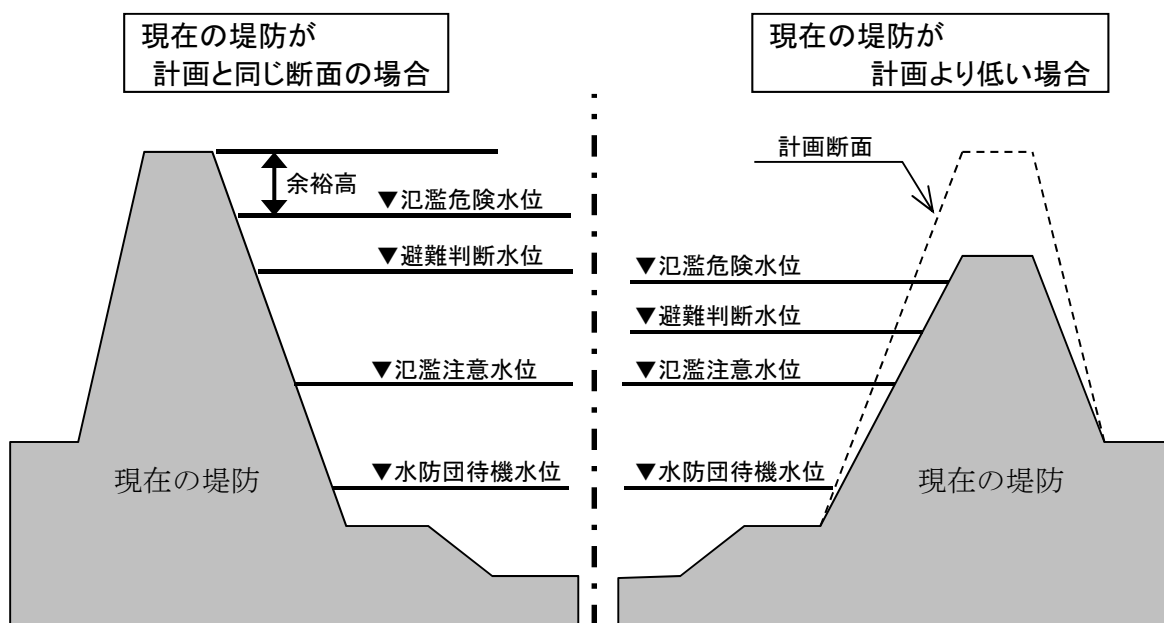 現在の堤防が
計画と同じ断面の場合
余裕高
▼氾濫危険水位
▼避難判断水位
▼氾濫注意水位
▼水防団待機水位
現在の堤防
現在の堤防が
計画より低い場合
計画断面
▼氾濫危険水位
▼避難判断水位
▼氾濫注意水位
▼水防団待機水位
現在の堤防